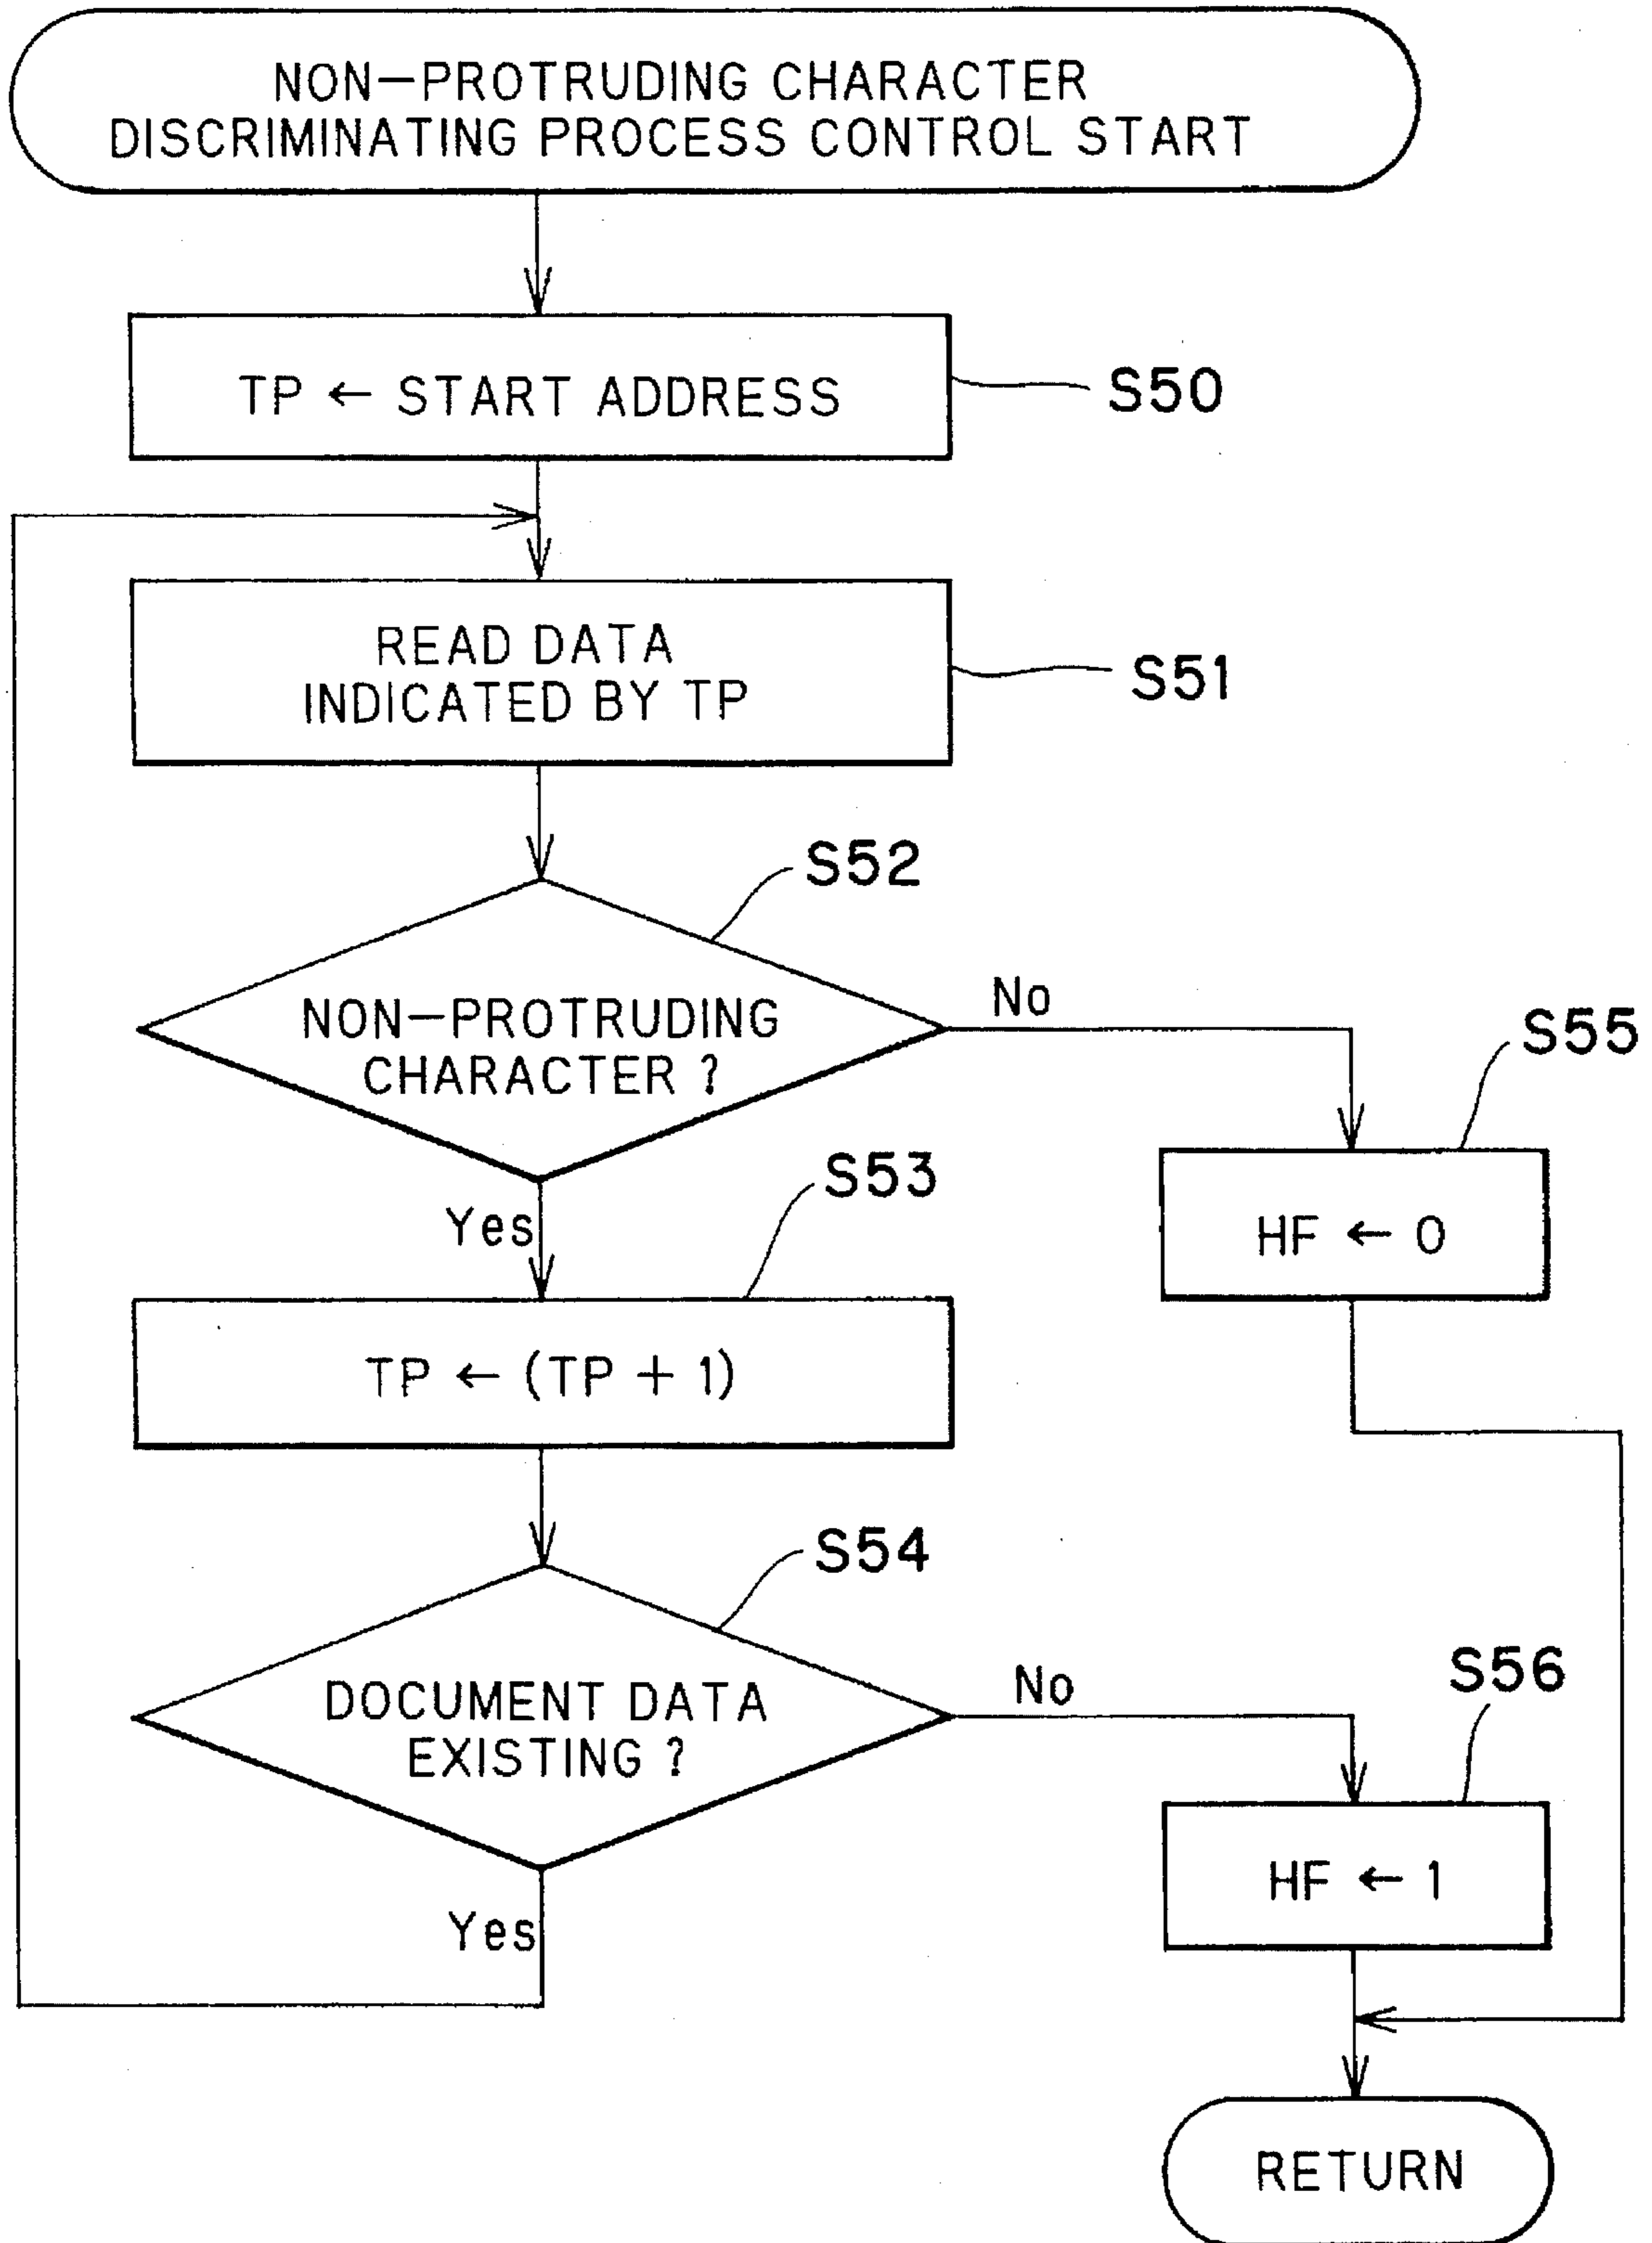 NON-PROTRUDING CHARACTER
DISCRIMINATING PROCESS CONTROL START
TP ← START ADDRESS
S50
READ DATA
INDICATED BY TP
S51
S52
NON-PROTRUDING
CHARACTER ?
No
Yes
S53
S55
HF ← 0
TP ← (TP + 1)
S54
DOCUMENT DATA
EXISTING ?
No
Yes
S56
HF ← 1
RETURN